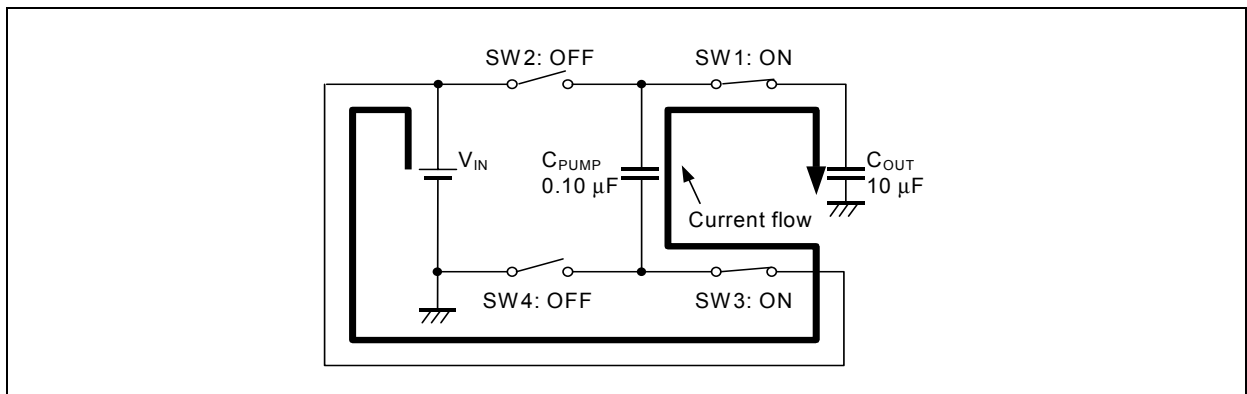 SW2: OFF
SW1: ON
VIN
CPUMP
0.10 μF
COUT
10 μF
Current flow
SW4: OFF
SW3: ON